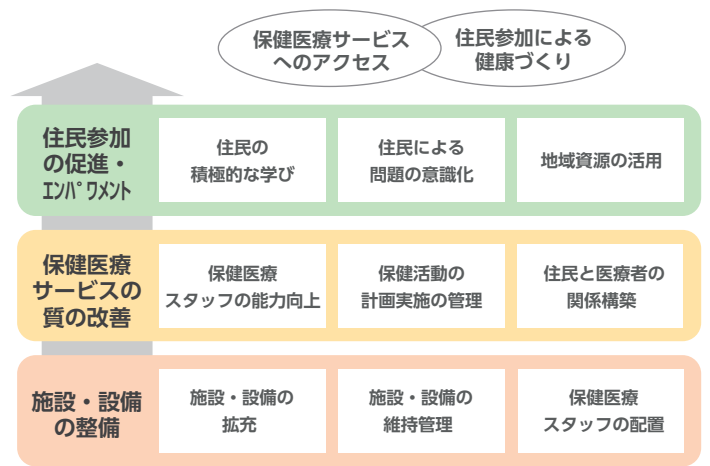 保健医療サービス
へのアクセス
住民参加による
健康づくり
住民参加
の促進・
エンパワメント
住民の
積極的な学び
住民による
問題の意識化
地域資源の活用
保健医療
サービスの
質の改善
保健医療
スタッフの能力向上
保健活動の
計画実施の管理
住民と医療者の
関係構築
施設・設備
の整備
施設・設備の
拡充
施設・設備の
維持管理
保健医療
スタッフの配置